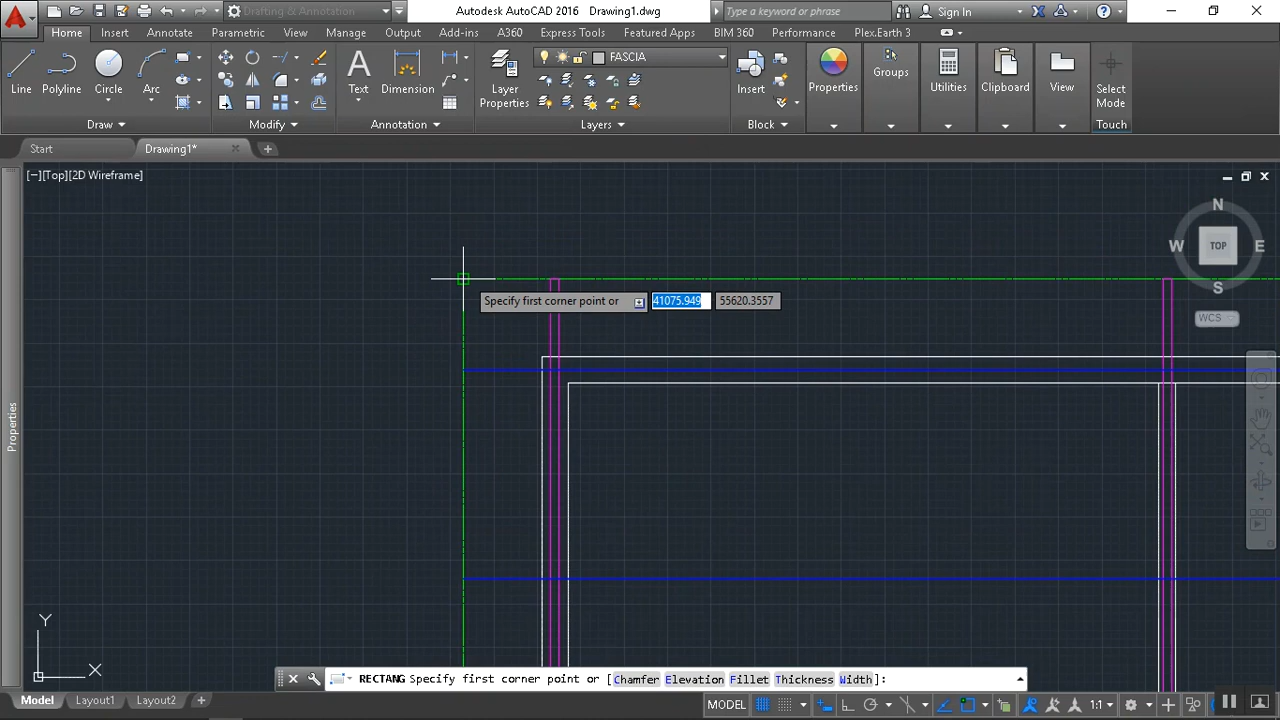 Drafting & Annotation
Autodesk AutoCAD 2016 Drawing1.dwg
Type a keyword or phrase
Sign In
Home Insert Annotate Parametric View Manage Output Add-ins A360 Express Tools Featured Apps BIM 360 Performance Plex.Earth 3
FASCIA
Line Polyline Circle Arc Text Dimension Layer Properties Insert Properties Groups Utilities Clipboard View Select Mode
Draw Modify Annotation Layers Block Touch
Start Drawing1*
[−][Top][2D Wireframe]
N
W TOP E
S
WCS
Specify first corner point or 41075.949 55620.3557
Properties
Y
X
RECTANG Specify first corner point or [Chamfer Elevation Fillet Thickness Width]:
Model Layout1 Layout2 +
MODEL 1:1